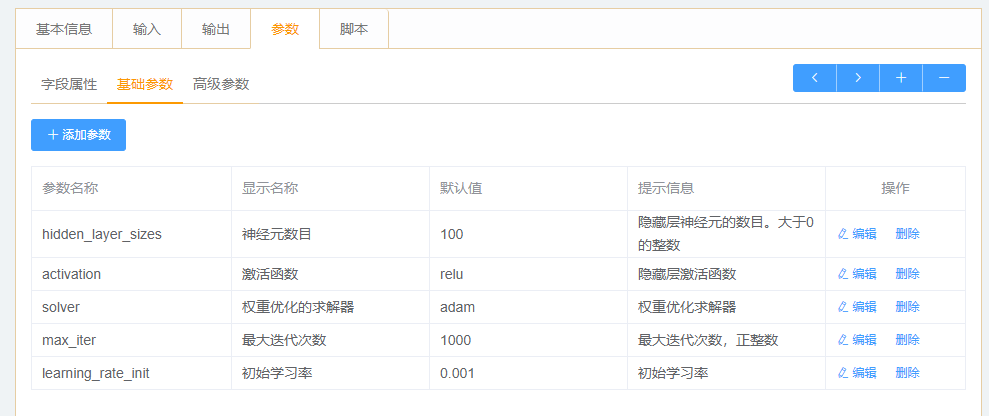 基本信息 输入 输出 参数 脚本
字段属性 基础参数 高级参数
添加参数
参数名称 显示名称 默认值 提示信息 操作
hidden_layer_sizes 神经元数目 100 隐藏层神经元的数目。大于0
的整数 编辑 删除
activation 激活函数 relu 隐藏层激活函数 编辑 删除
solver 权重优化的求解器 adam 权重优化求解器 编辑 删除
max_iter 最大迭代次数 1000 最大迭代次数，正整数 编辑 删除
learning_rate_init 初始学习率 0.001 初始学习率 编辑 删除